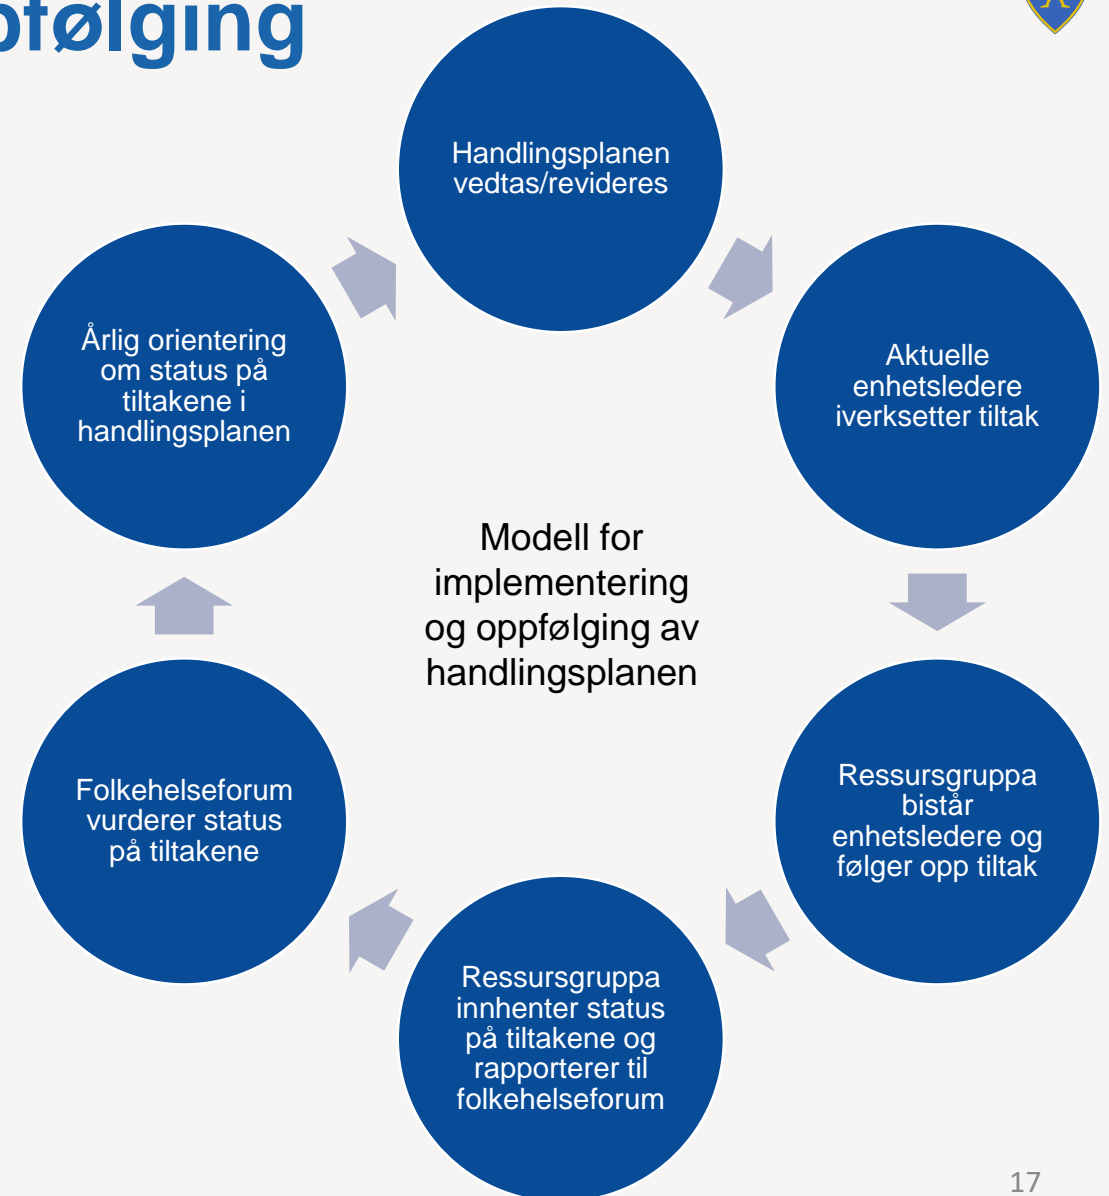 pfølging
Handlingsplanen
vedtas/revideres
Aktuelle
enhetsledere
iverksetter tiltak
Ressursgruppa
bistår
enhetsledere og
følger opp tiltak
Ressursgruppa
innhenter status
på tiltakene og
rapporterer til
folkehelseforum
Folkehelseforum
vurderer status
på tiltakene
Årlig orientering
om status på
tiltakene i
handlingsplanen
Modell for
implementering
og oppfølging av
handlingsplanen
17